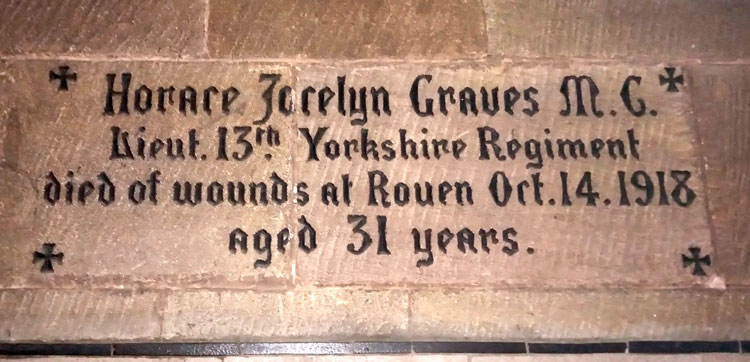 Horace Jocelyn Graves M.C.
Lieut. 13th. Yorkshire Regiment
died of wounds at Rouen Oct.14.1918
aged 31 years.